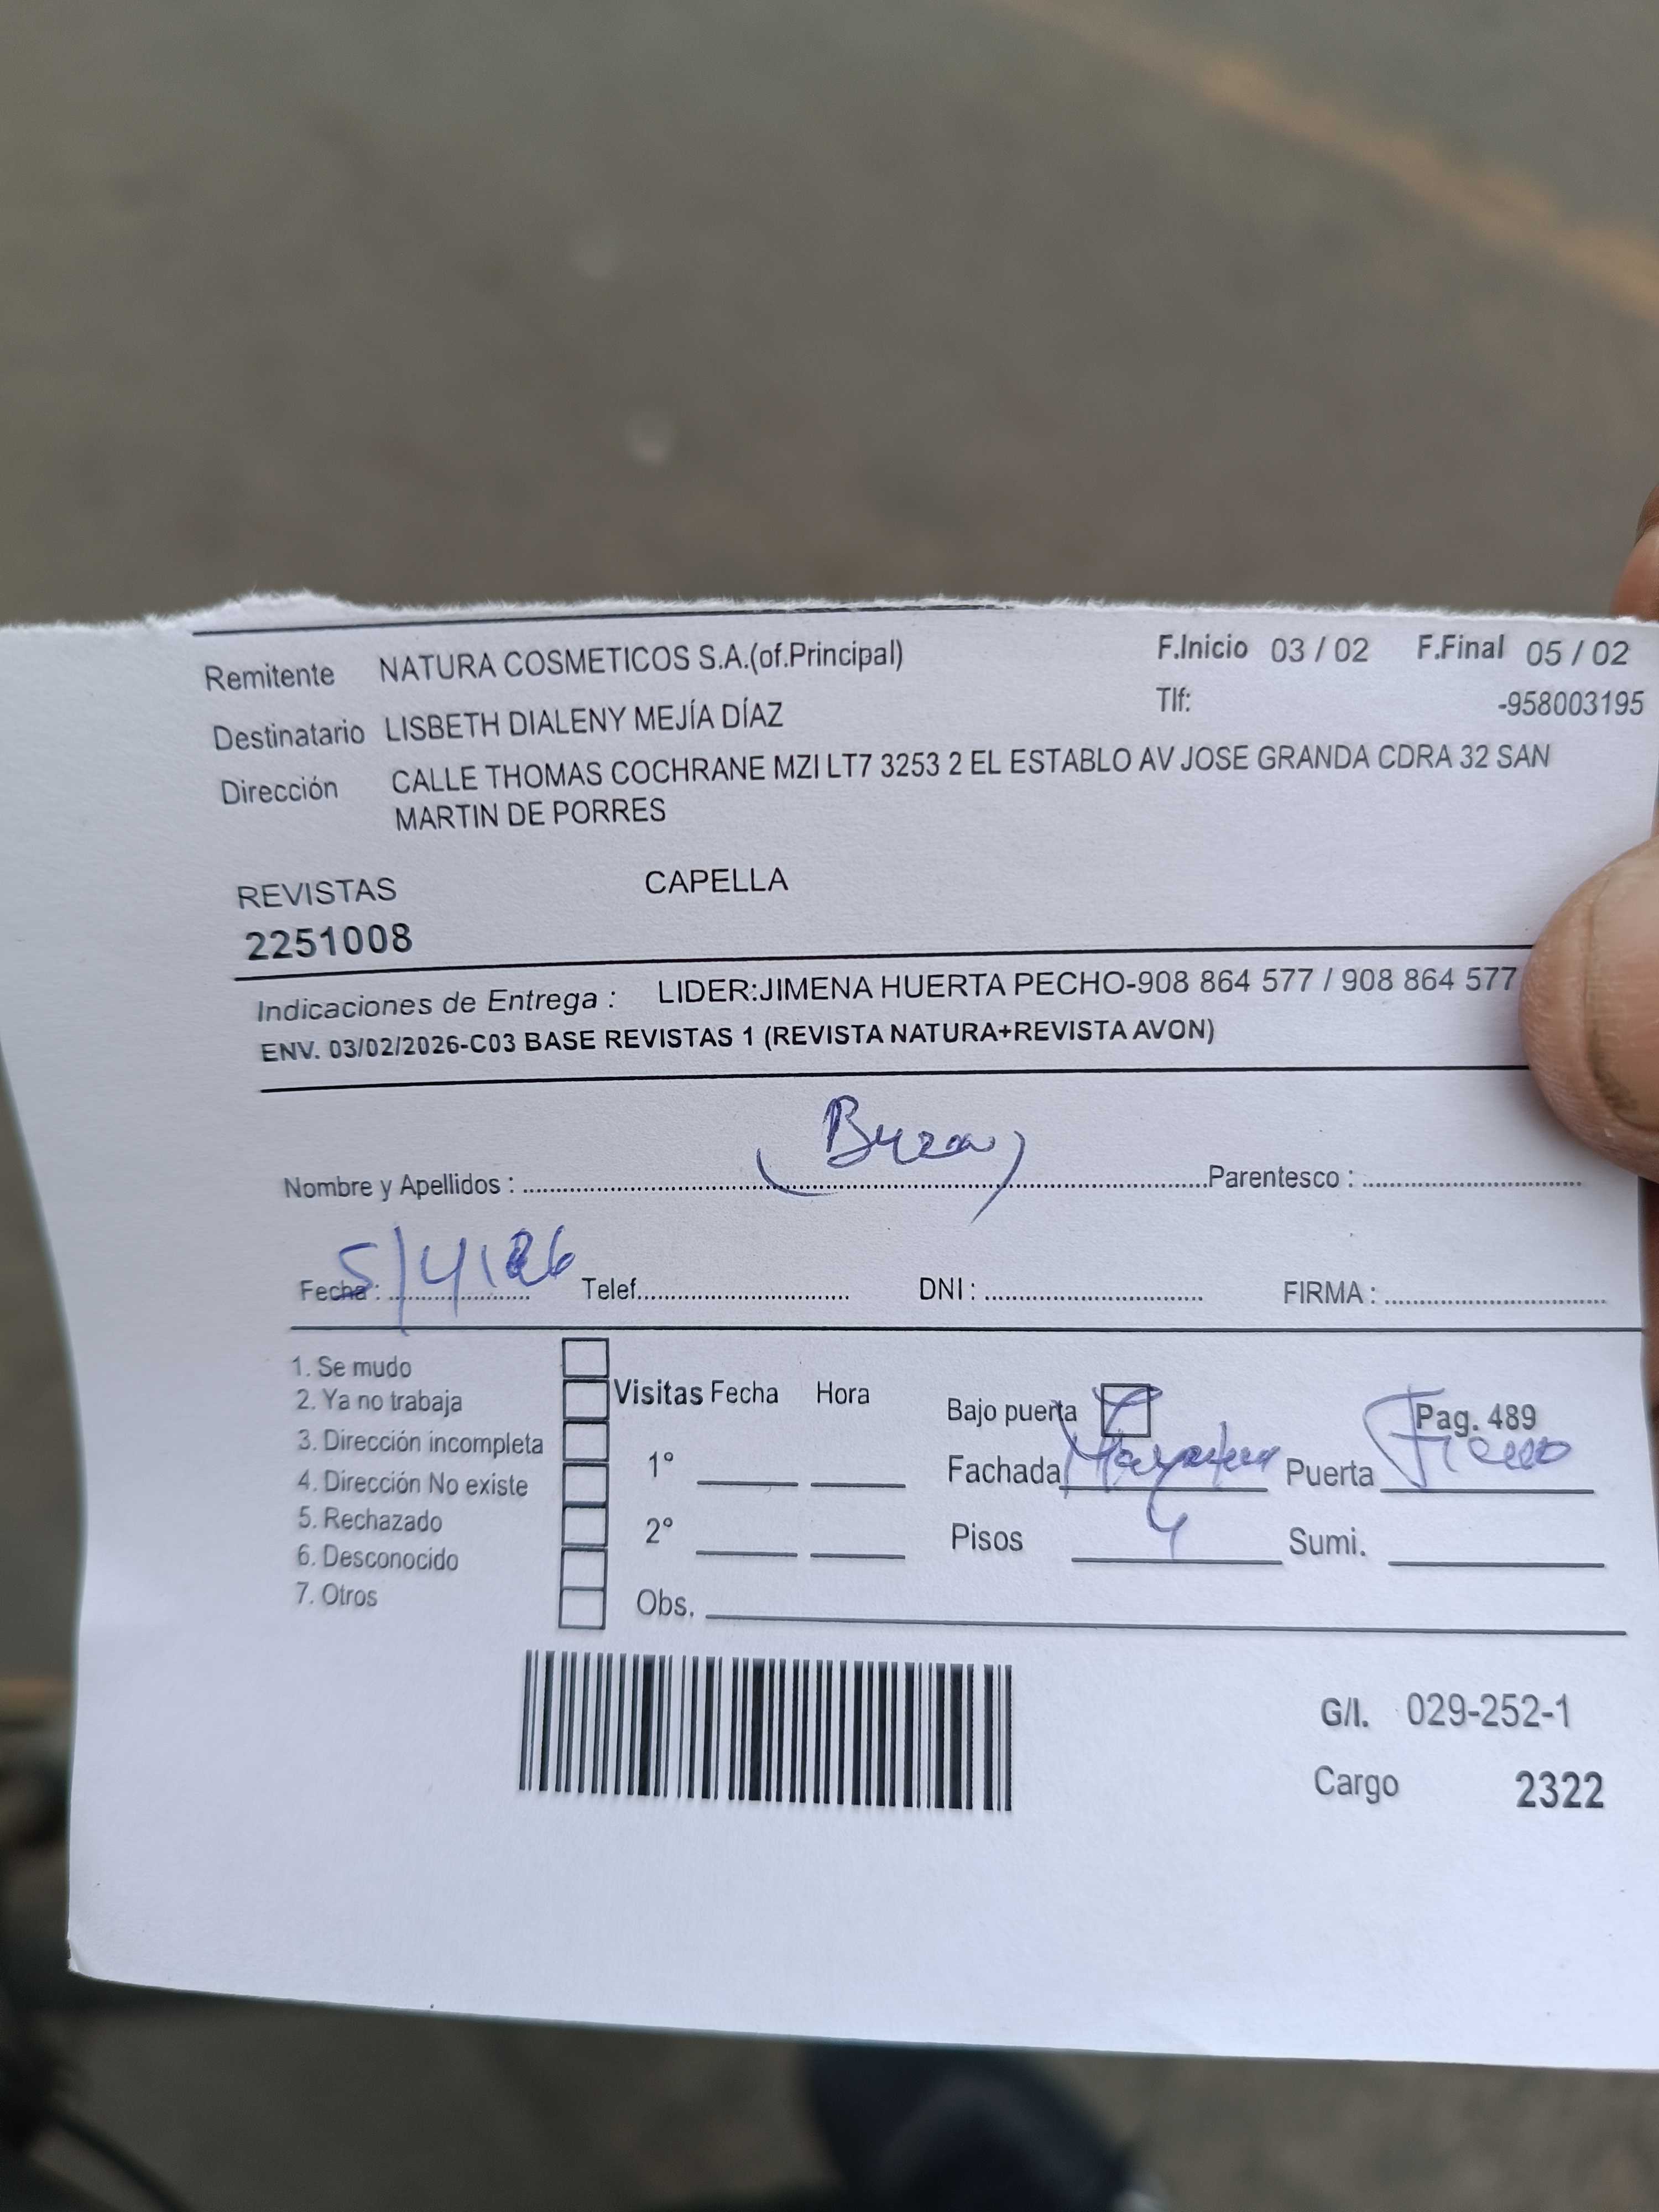 Remitente NATURA COSMETICOS S.A.(of.Principal) F.Inicio 03 / 02 F.Final 05 / 02
Destinatario LISBETH DIALENY MEJÍA DÍAZ Tlf: -958003195
Dirección CALLE THOMAS COCHRANE MZI LT7 3253 2 EL ESTABLO AV JOSE GRANDA CDRA 32 SAN
MARTIN DE PORRES
REVISTAS CAPELLA
2251008
Indicaciones de Entrega : LIDER:JIMENA HUERTA PECHO-908 864 577 / 908 864 577
ENV. 03/02/2026-C03 BASE REVISTAS 1 (REVISTA NATURA+REVISTA AVON)
Nombre y Apellidos : Parentesco :
Fecha : 5/4/26 Telef. DNI : FIRMA :
1. Se mudo
2. Ya no trabaja Visitas Fecha Hora Bajo puerta Pag. 489
3. Dirección incompleta
4. Dirección No existe 1° Fachada Puerta Fierro
5. Rechazado
6. Desconocido 2° Pisos 4 Sumi.
7. Otros Obs.
G/I. 029-252-1
Cargo 2322